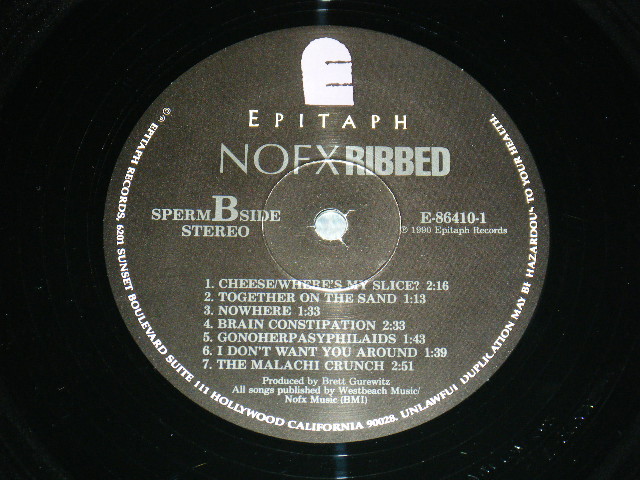 E
EPITAPH
NOFX RIBBED
SPERM B SIDE
STEREO
E-86410-1
℗ 1990 Epitaph Records
1. CHEESE/WHERE'S MY SLICE? 2:16
2. TOGETHER ON THE SAND 1:13
3. NOWHERE 1:33
4. BRAIN CONSTIPATION 2:33
5. GONOHERPASYPHILAIDS 1:43
6. I DON'T WANT YOU AROUND 1:39
7. THE MALACHI CRUNCH 2:51
Produced by Brett Gurewitz
All songs published by Westbeach Music/
Nofx Music (BMI)
© EPITAPH RECORDS, 6201 SUNSET BOULEVARD SUITE 111 HOLLYWOOD CALIFORNIA 90028. UNLAWFUL DUPLICATION MAY BE HAZARDOUS TO YOUR HEALTH.